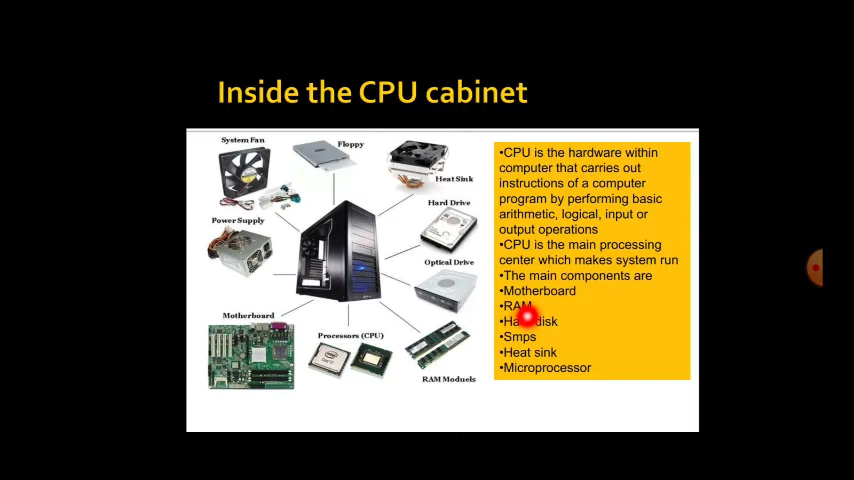 Inside the CPU cabinet
System Fan
Floppy
Heat Sink
Power Supply
Hard Drive
Optical Drive
Motherboard
Processors (CPU)
RAM Moduels
•CPU is the hardware within
computer that carries out
instructions of a computer
program by performing basic
arithmetic, logical, input or
output operations
•CPU is the main processing
center which makes system run
•The main components are
•Motherboard
•RAM
•Hard disk
•Smps
•Heat sink
•Microprocessor